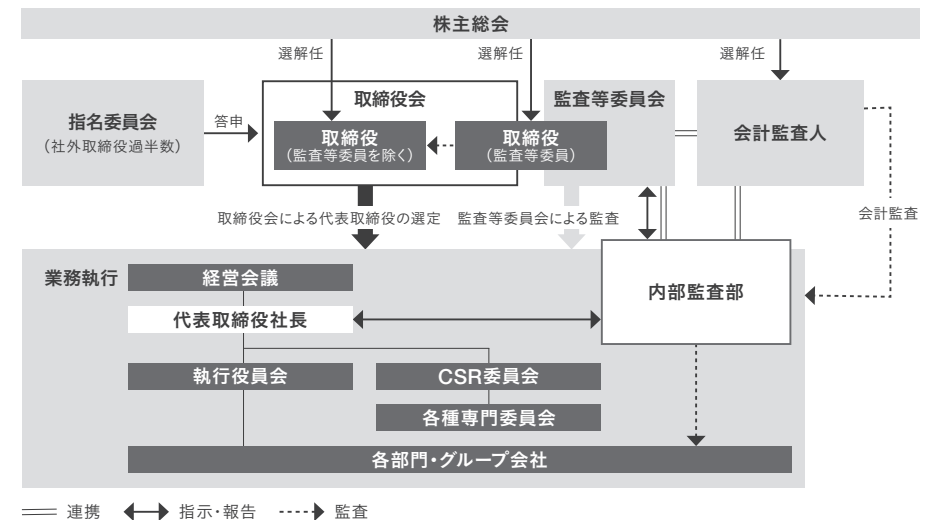 株主総会
選解任
選解任
選解任
指名委員会
(社外取締役過半数)
答申
取締役会
取締役
(監査等委員を除く)
取締役
(監査等委員)
監査等委員会
会計監査人
取締役会による代表取締役の選定
監査等委員会による監査
会計監査
業務執行
経営会議
代表取締役社長
内部監査部
執行役員会
CSR委員会
各種専門委員会
各部門・グループ会社
連携
指示・報告
監査